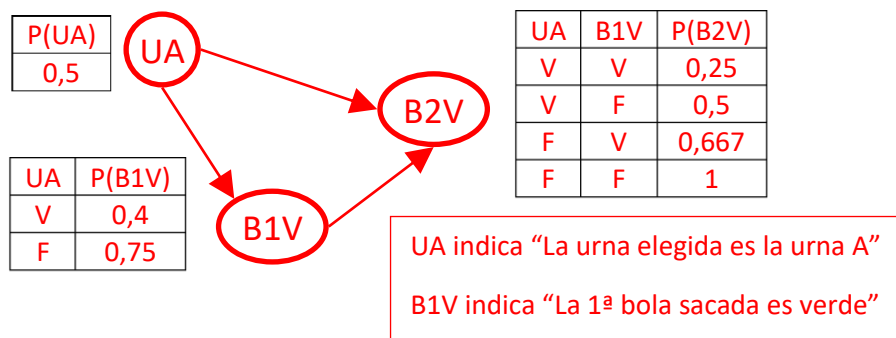 P(UA)
0,5
UA
B2V
B1V
UA B1V P(B2V)
V V 0,25
V F 0,5
F V 0,667
F F 1
UA P(B1V)
V 0,4
F 0,75
UA indica “La urna elegida es la urna A”
B1V indica “La 1ª bola sacada es verde”